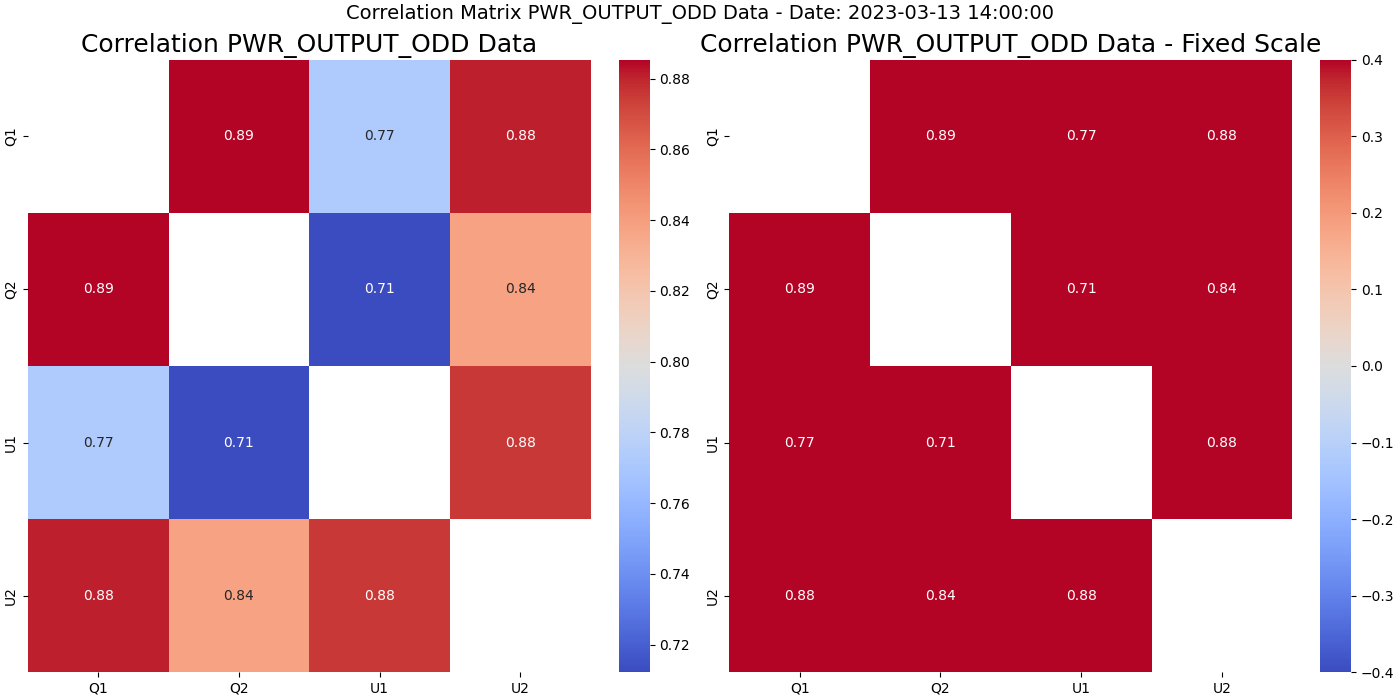 Correlation Matrix PWR_OUTPUT_ODD Data - Date: 2023-03-13 14:00:00
Correlation PWR_OUTPUT_ODD Data
Q1
Q2
U1
U2
0.89
0.77
0.88
0.89
0.71
0.84
0.77
0.71
0.88
0.88
0.84
0.88
Q1
Q2
U1
U2
0.88
0.86
0.84
0.82
0.80
0.78
0.76
0.74
0.72
Correlation PWR_OUTPUT_ODD Data - Fixed Scale
Q1
Q2
U1
U2
0.89
0.77
0.88
0.89
0.71
0.84
0.77
0.71
0.88
0.88
0.84
0.88
Q1
Q2
U1
U2
0.4
0.3
0.2
0.1
0.0
−0.1
−0.2
−0.3
−0.4